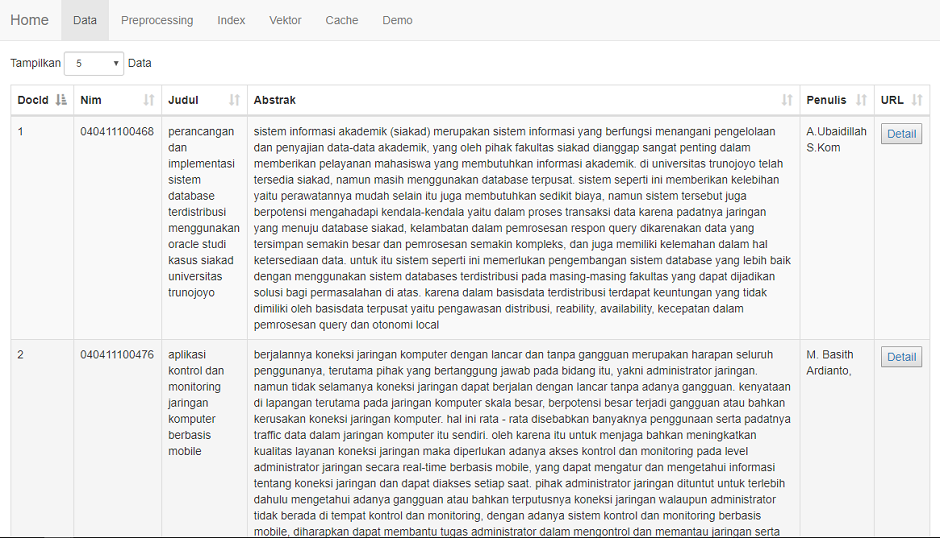 Home Data Preprocessing Index Vektor Cache Demo
Tampilkan 5 Data
DocId Nim Judul Abstrak Penulis URL
1
040411100468
perancangan
dan
implementasi
sistem
database
terdistribusi
menggunakan
oracle studi
kasus siakad
universitas
trunojoyo
sistem informasi akademik (siakad) merupakan sistem informasi yang berfungsi menangani pengelolaan
dan penyajian data-data akademik, yang oleh pihak fakultas siakad dianggap sangat penting dalam
memberikan pelayanan mahasiswa yang membutuhkan informasi akademik. di universitas trunojoyo telah
tersedia siakad, namun masih menggunakan database terpusat. sistem seperti ini memberikan kelebihan
yaitu perawatannya mudah selain itu juga membutuhkan sedikit biaya, namun sistem tersebut juga
berpotensi mengahadapi kendala-kendala yaitu dalam proses transaksi data karena padatnya jaringan
yang menuju database siakad, kelambatan dalam pemrosesan respon query dikarenakan data yang
tersimpan semakin besar dan pemrosesan semakin kompleks, dan juga memiliki kelemahan dalam hal
ketersediaan data. untuk itu sistem seperti ini memerlukan pengembangan sistem database yang lebih baik
dengan menggunakan sistem databases terdistribusi pada masing-masing fakultas yang dapat dijadikan
solusi bagi permasalahan di atas. karena dalam basisdata terdistribusi terdapat keuntungan yang tidak
dimiliki oleh basisdata terpusat yaitu pengawasan distribusi, reability, availability, kecepatan dalam
pemrosesan query dan otonomi local
A.Ubaidillah
S.Kom
Detail
2
040411100476
aplikasi
kontrol dan
monitoring
jaringan
komputer
berbasis
mobile
berjalannya koneksi jaringan komputer dengan lancar dan tanpa gangguan merupakan harapan seluruh
penggunanya, terutama pihak yang bertanggung jawab pada bidang itu, yakni administrator jaringan.
namun tidak selamanya koneksi jaringan dapat berjalan dengan lancar tanpa adanya gangguan. kenyataan
di lapangan terutama pada jaringan komputer skala besar, berpotensi besar terjadi gangguan atau bahkan
kerusakan koneksi jaringan komputer. hal ini rata - rata disebabkan banyaknya penggunaan serta padatnya
traffic data dalam jaringan komputer itu sendiri. oleh karena itu untuk menjaga bahkan meningkatkan
kualitas layanan koneksi jaringan maka diperlukan adanya akses kontrol dan monitoring pada level
administrator jaringan secara real-time berbasis mobile, yang dapat mengatur dan mengetahui informasi
tentang koneksi jaringan dan dapat diakses setiap saat. pihak administrator jaringan dituntut untuk terlebih
dahulu mengetahui adanya gangguan atau bahkan terputusnya koneksi jaringan walaupun administrator
tidak berada di tempat kontrol dan monitoring, dengan adanya sistem kontrol dan monitoring berbasis
mobile, diharapkan dapat membantu tugas administrator dalam mengontrol dan memantau jaringan serta
M. Basith
Ardianto,
Detail